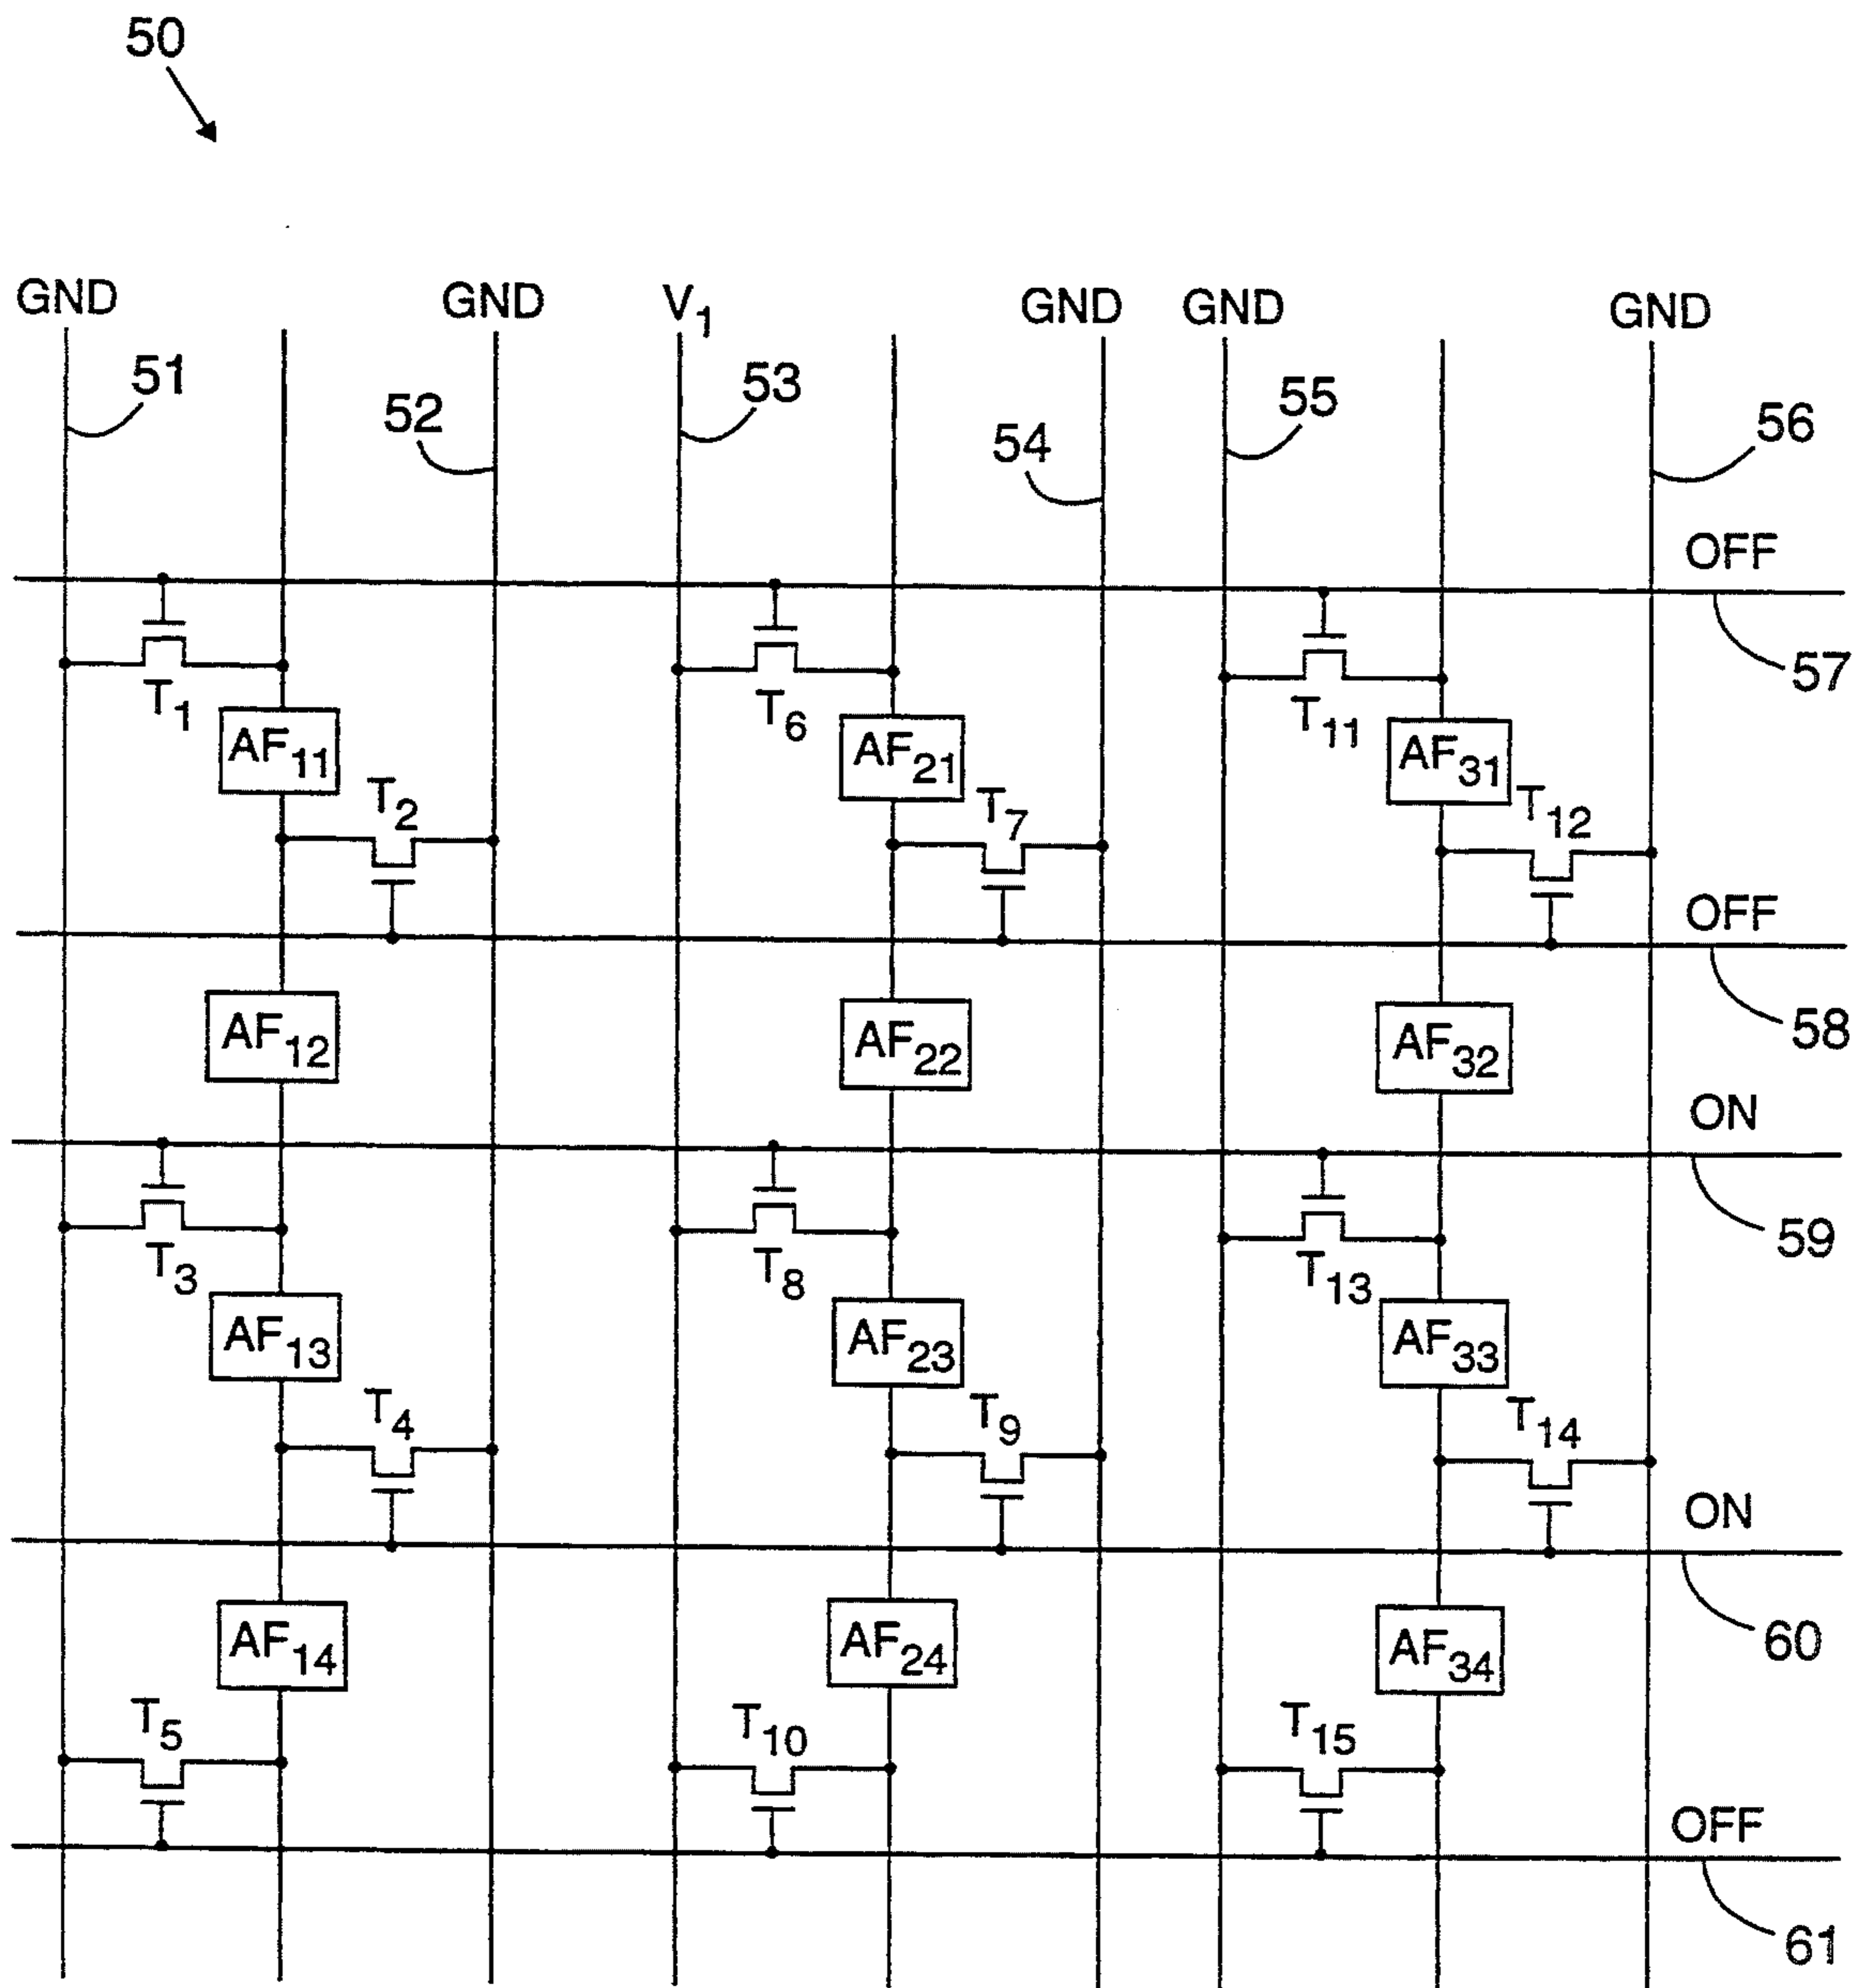 50
GND GND V1 GND GND GND
51 52 53 54 55 56
OFF
57
T1 T6 T11
AF11 AF21 AF31
T2 T7 T12
OFF
58
AF12 AF22 AF32
ON
59
T3 T8 T13
AF13 AF23 AF33
T4 T9 T14
ON
60
AF14 AF24 AF34
T5 T10 T15
OFF
61